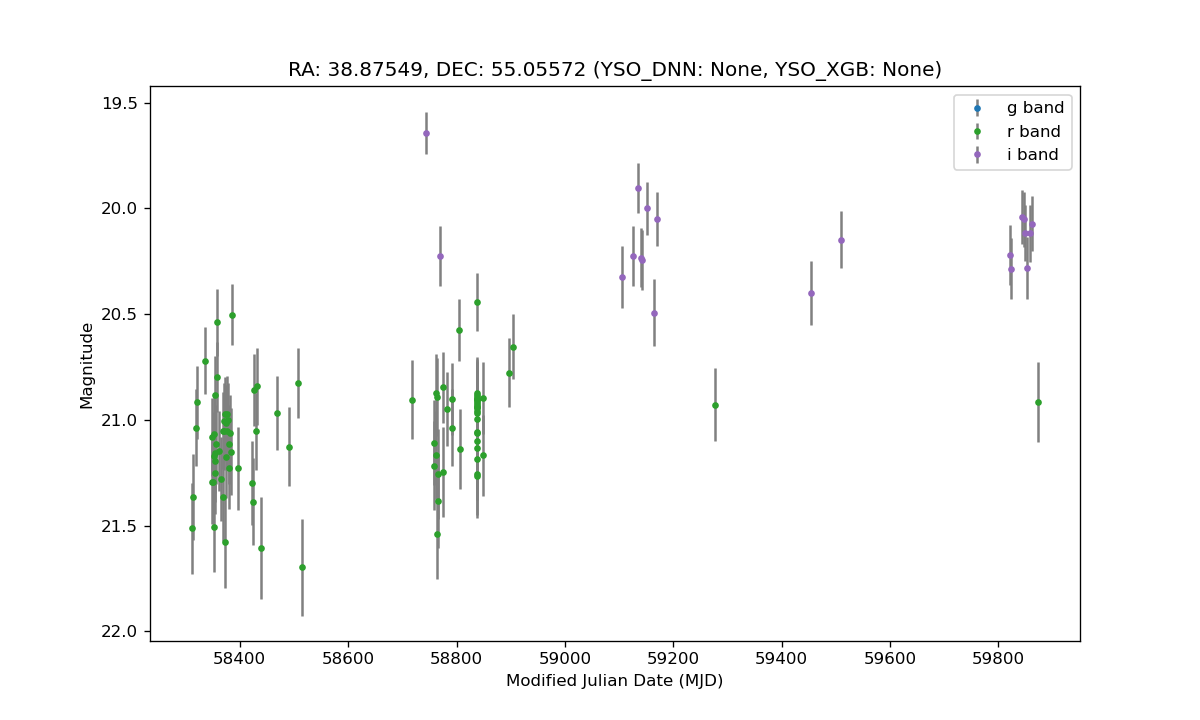 RA: 38.87549, DEC: 55.05572 (YSO_DNN: None, YSO_XGB: None)
g band
r band
i band
19.5
20.0
20.5
21.0
21.5
22.0
Magnitude
58400 58600 58800 59000 59200 59400 59600 59800
Modified Julian Date (MJD)